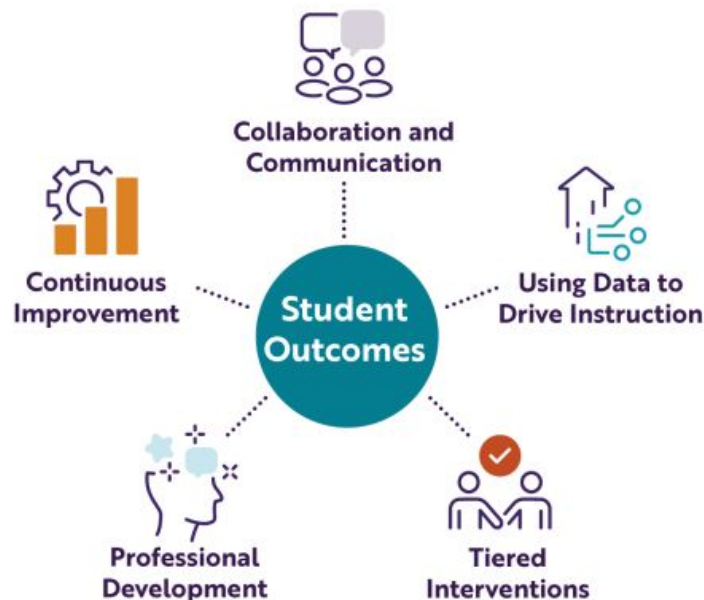 Collaboration and
Communication
Continuous
Improvement
Using Data to
Drive Instruction
Student
Outcomes
Professional
Development
Tiered
Interventions